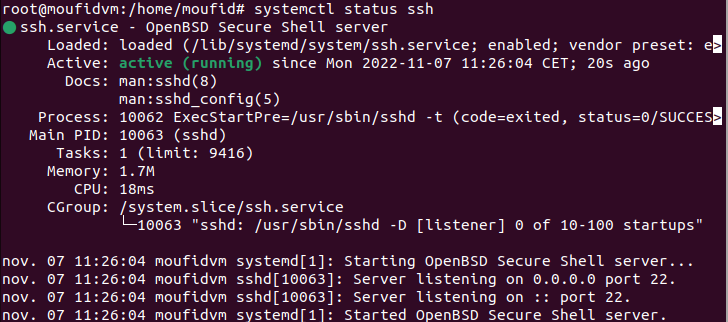 root@moufidvm:/home/moufid# systemctl status ssh
● ssh.service - OpenBSD Secure Shell server
     Loaded: loaded (/lib/systemd/system/ssh.service; enabled; vendor preset: e>
     Active: active (running) since Mon 2022-11-07 11:26:04 CET; 20s ago
       Docs: man:sshd(8)
             man:sshd_config(5)
    Process: 10062 ExecStartPre=/usr/sbin/sshd -t (code=exited, status=0/SUCCES>
   Main PID: 10063 (sshd)
      Tasks: 1 (limit: 9416)
     Memory: 1.7M
        CPU: 18ms
     CGroup: /system.slice/ssh.service
             └─10063 "sshd: /usr/sbin/sshd -D [listener] 0 of 10-100 startups"

nov. 07 11:26:04 moufidvm systemd[1]: Starting OpenBSD Secure Shell server...
nov. 07 11:26:04 moufidvm sshd[10063]: Server listening on 0.0.0.0 port 22.
nov. 07 11:26:04 moufidvm sshd[10063]: Server listening on :: port 22.
nov. 07 11:26:04 moufidvm systemd[1]: Started OpenBSD Secure Shell server.